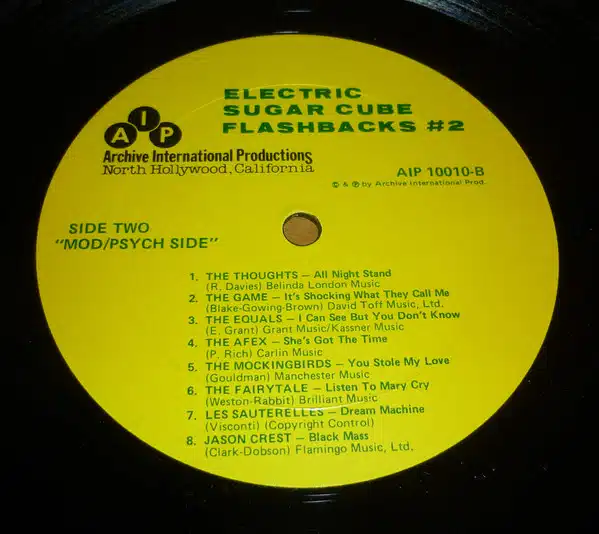 ELECTRIC
SUGAR CUBE
FLASHBACKS #2
AIP
Archive International Productions
North Hollywood, California
AIP 10010-B
© & ℗ by Archive International Prod.
SIDE TWO
"MOD/PSYCH SIDE"
1. THE THOUGHTS — All Night Stand
(R. Davies) Belinda London Music
2. THE GAME — It's Shocking What They Call Me
(Blake-Gowing-Brown) David Toff Music, Ltd.
3. THE EQUALS — I Can See But You Don't Know
(E. Grant) Grant Music/Kassner Music
4. THE AFEX — She's Got The Time
(P. Rich) Carlin Music
5. THE MOCKINGBIRDS — You Stole My Love
(Gouldman) Manchester Music
6. THE FAIRYTALE — Listen To Mary Cry
(Weston-Rabbit) Brilliant Music
7. LES SAUTERELLES — Dream Machine
(Visconti) (Copyright Control)
8. JASON CREST — Black Mass
(Clark-Dobson) Flamingo Music, Ltd.